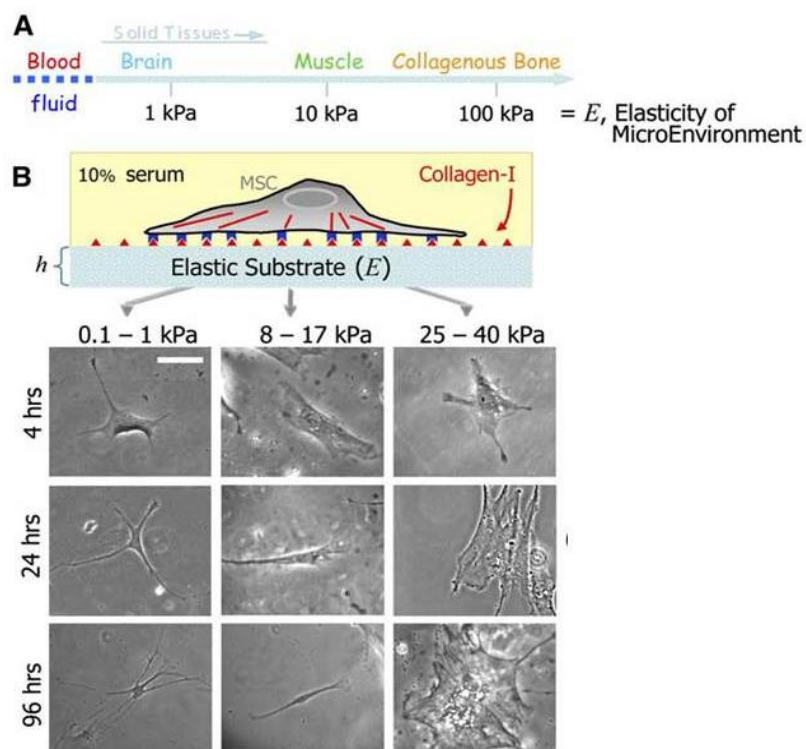 A
Solid Tissues
Blood Brain Muscle Collagenous Bone
fluid
1 kPa 10 kPa 100 kPa = E, Elasticity of
MicroEnvironment
B
10% serum
MSC
Collagen-I
h
Elastic Substrate (E)
0.1 – 1 kPa 8 – 17 kPa 25 – 40 kPa
4 hrs
24 hrs
96 hrs